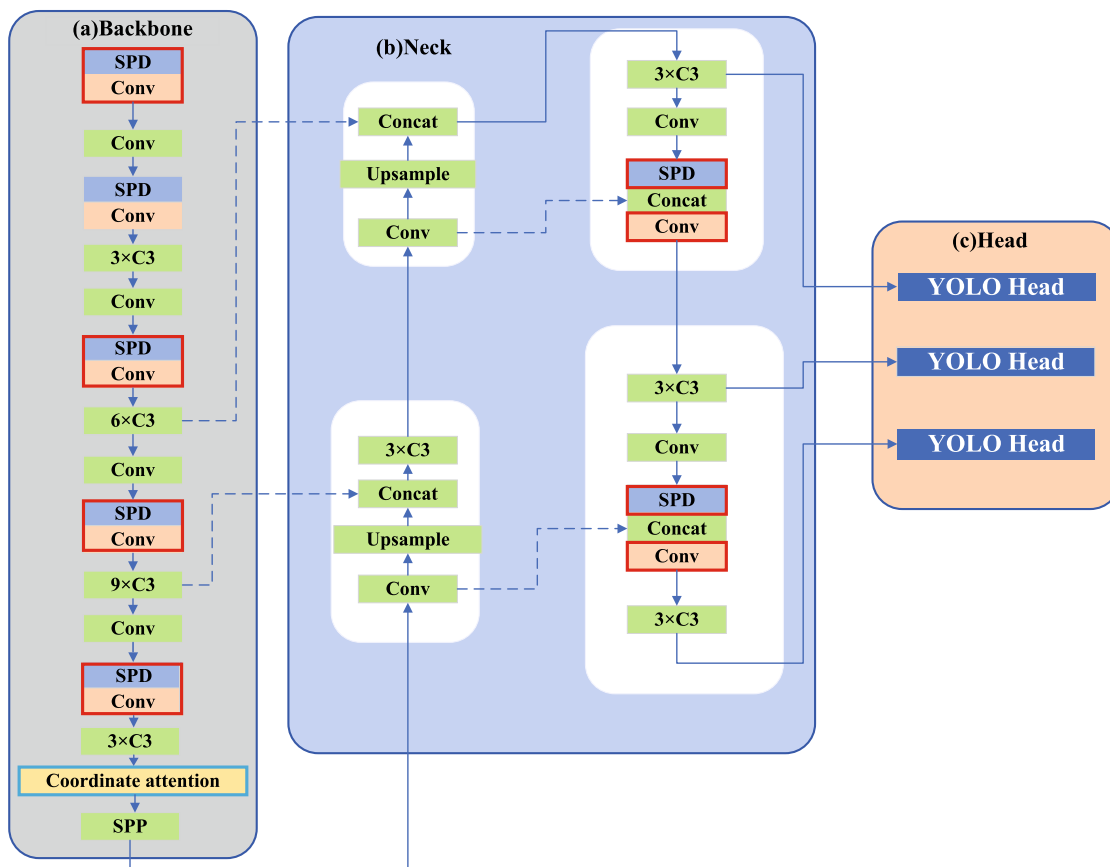 (a)Backbone
SPD
Conv
Conv
SPD
Conv
3×C3
Conv
SPD
Conv
6×C3
Conv
SPD
Conv
9×C3
Conv
SPD
Conv
3×C3
Coordinate attention
SPP
(b)Neck
Concat
Upsample
Conv
3×C3
Concat
Upsample
Conv
3×C3
Conv
SPD
Concat
Conv
3×C3
Conv
SPD
Concat
Conv
3×C3
(c)Head
YOLO Head
YOLO Head
YOLO Head